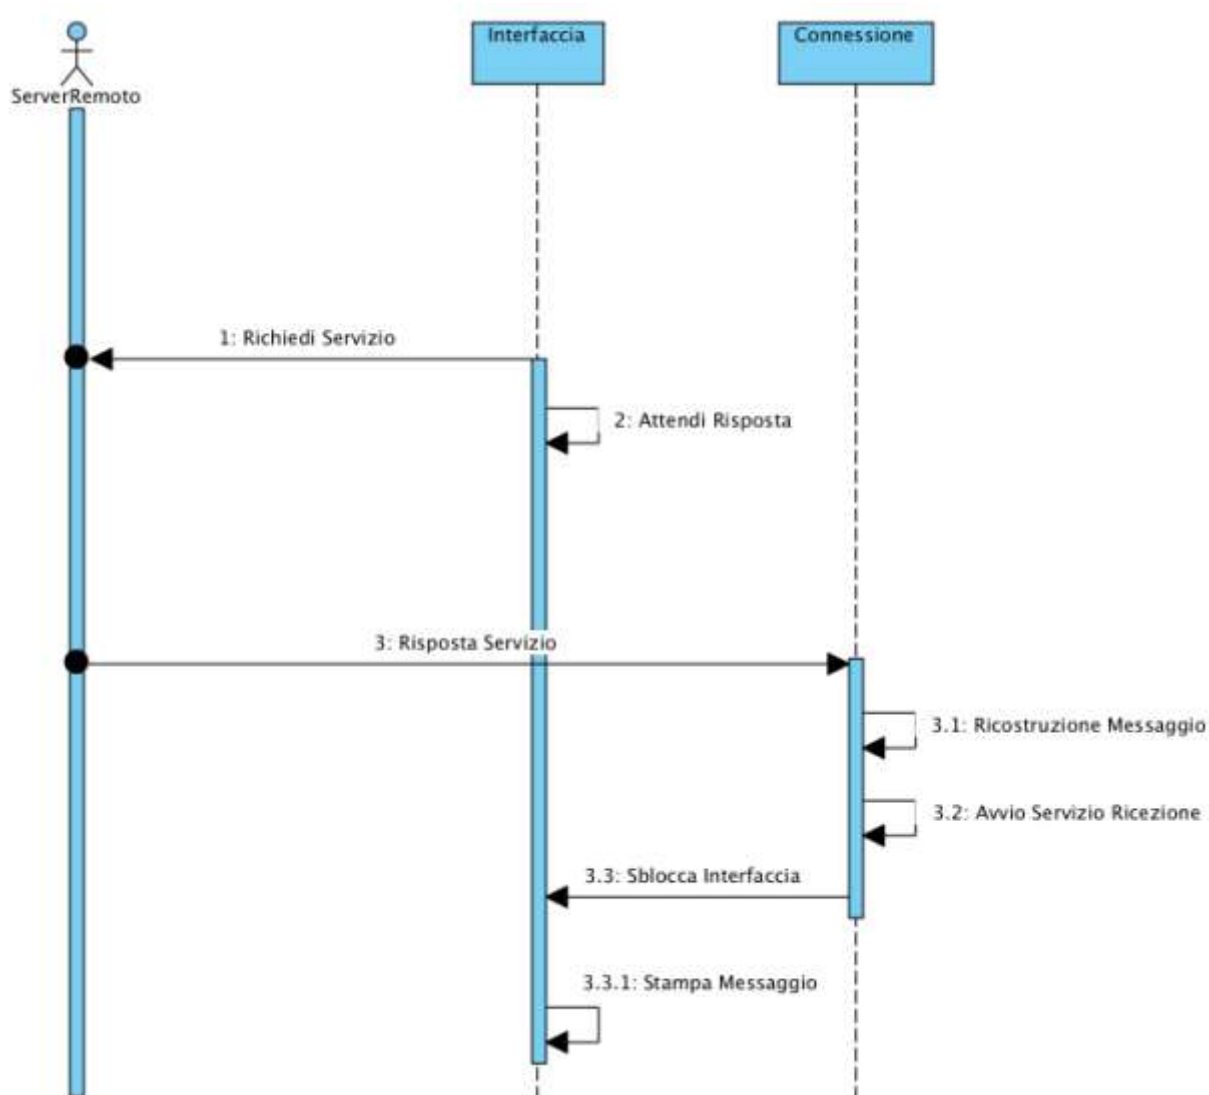 Interfaccia
Connessione
ServerRemoto
1: Richiedi Servizio
2: Attendi Risposta
3: Risposta Servizio
3.1: Ricostruzione Messaggio
3.2: Avvio Servizio Ricezione
3.3: Sblocca Interfaccia
3.3.1: Stampa Messaggio